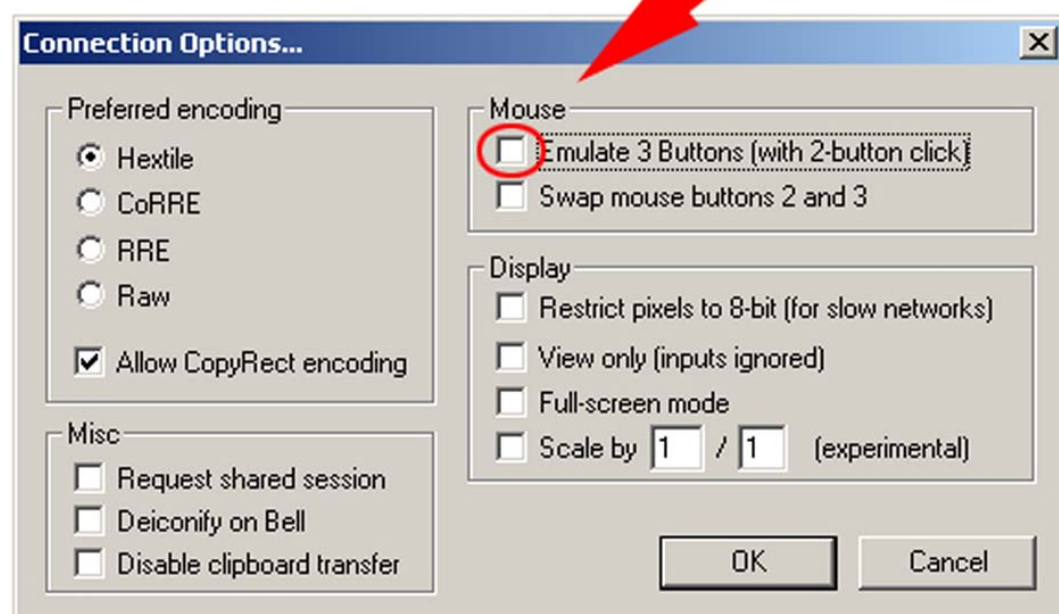 Connection Options...
Preferred encoding
Hextile
CoRRE
RRE
Raw
Allow CopyRect encoding
Misc
Request shared session
Deiconify on Bell
Disable clipboard transfer
Mouse
Emulate 3 Buttons (with 2-button click)
Swap mouse buttons 2 and 3
Display
Restrict pixels to 8-bit (for slow networks)
View only (inputs ignored)
Full-screen mode
Scale by 1 / 1 (experimental)
OK
Cancel